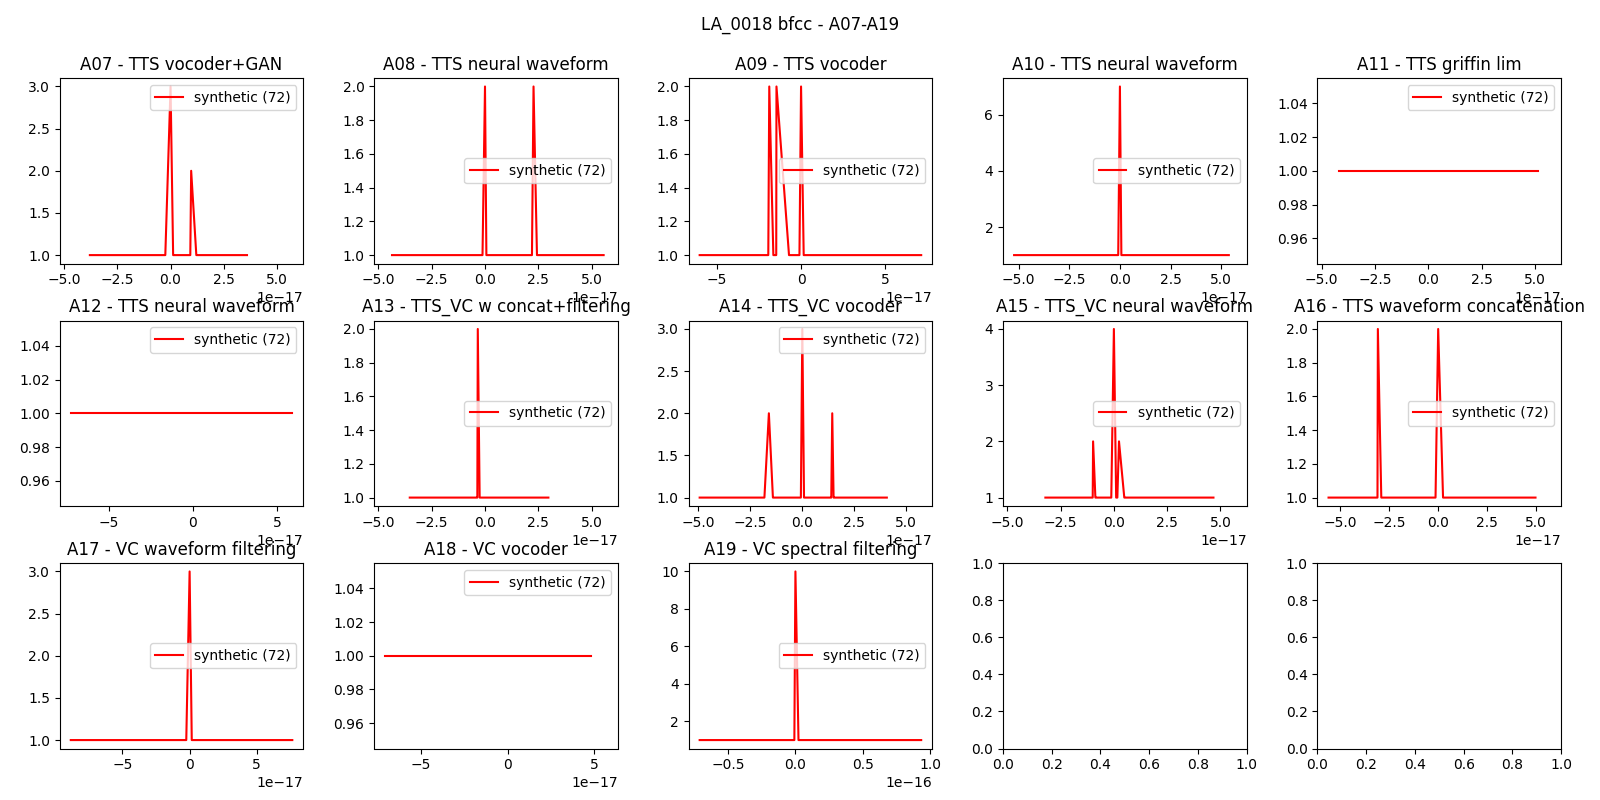 LA_0018 bfcc - A07-A19
A07 - TTS vocoder+GAN
3.0
2.5
2.0
1.5
1.0
synthetic (72)
−5.0 −2.5 0.0 2.5 5.0
1e−17
A08 - TTS neural waveform
2.0
1.8
1.6
1.4
1.2
1.0
synthetic (72)
−5.0 −2.5 0.0 2.5 5.0
1e−17
A09 - TTS vocoder
2.0
1.8
1.6
1.4
1.2
1.0
synthetic (72)
−5 0 5
1e−17
A10 - TTS neural waveform
6
4
2
synthetic (72)
−5.0 −2.5 0.0 2.5 5.0
1e−17
A11 - TTS griffin lim
1.04
1.02
1.00
0.98
0.96
synthetic (72)
−5.0 −2.5 0.0 2.5 5.0
1e−17
A12 - TTS neural waveform
1.04
1.02
1.00
0.98
0.96
synthetic (72)
−5 0 5
1e−17
A13 - TTS_VC w concat+filtering
2.0
1.8
1.6
1.4
1.2
1.0
synthetic (72)
−5.0 −2.5 0.0 2.5 5.0
1e−17
A14 - TTS_VC vocoder
3.0
2.5
2.0
1.5
1.0
synthetic (72)
−5.0 −2.5 0.0 2.5 5.0
1e−17
A15 - TTS_VC neural waveform
4
3
2
1
synthetic (72)
−5.0 −2.5 0.0 2.5 5.0
1e−17
A16 - TTS waveform concatenation
2.0
1.8
1.6
1.4
1.2
1.0
synthetic (72)
−5.0 −2.5 0.0 2.5 5.0
1e−17
A17 - VC waveform filtering
3.0
2.5
2.0
1.5
1.0
synthetic (72)
−5 0 5
1e−17
A18 - VC vocoder
1.04
1.02
1.00
0.98
0.96
synthetic (72)
−5 0 5
1e−17
A19 - VC spectral filtering
10
8
6
4
2
synthetic (72)
−0.5 0.0 0.5 1.0
1e−16
1.0
0.8
0.6
0.4
0.2
0.0
0.0 0.2 0.4 0.6 0.8 1.0
1.0
0.8
0.6
0.4
0.2
0.0
0.0 0.2 0.4 0.6 0.8 1.0